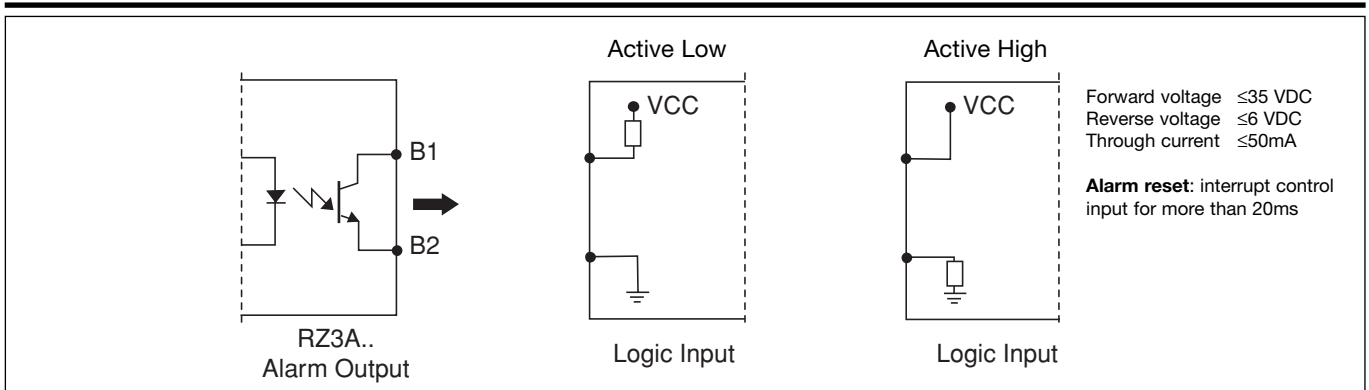 Active Low
Active High
VCC
VCC
Forward voltage ≤35 VDC
Reverse voltage ≤6 VDC
Through current ≤50mA
B1
Alarm reset: interrupt control
input for more than 20ms
B2
RZ3A..
Alarm Output
Logic Input
Logic Input